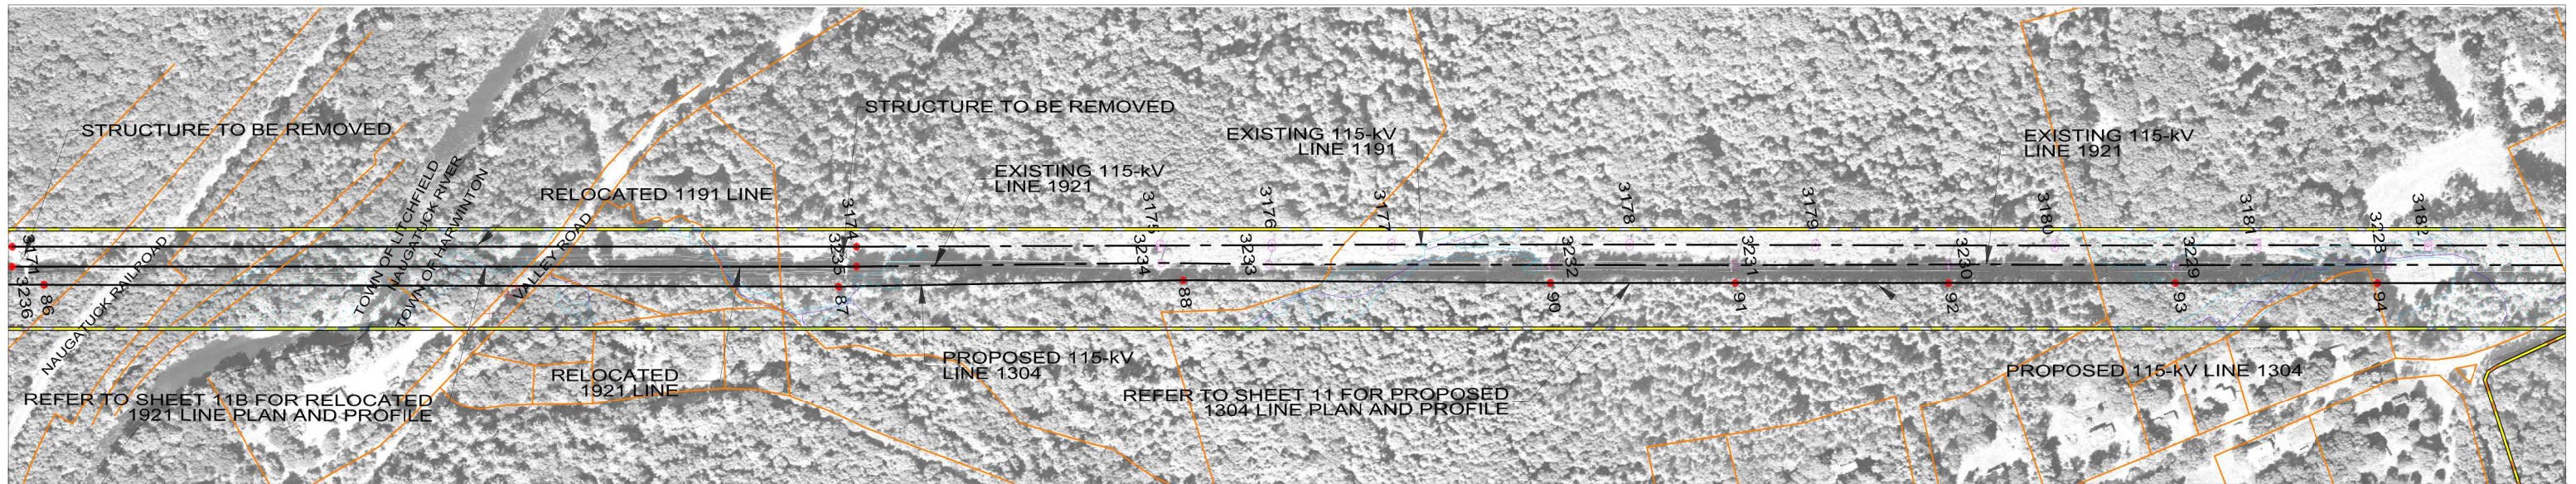 STRUCTURE TO BE REMOVED
STRUCTURE TO BE REMOVED
EXISTING 115-kV
LINE 1191
EXISTING 115-kV
LINE 1921
EXISTING 115-kV
LINE 1921
RELOCATED 1191 LINE
TOWN OF LITCHFIELD
NAUGATUCK RIVER
TOWN OF HARWINTON
NAUGATUCK RAILROAD
VALLEY ROAD
3171
3174
3175
3176
3177
3178
3179
3180
3181
3182
3236
3235
3234
3233
3232
3231
3230
3229
3228
86
87
88
90
91
92
93
94
PROPOSED 115-kV
LINE 1304
RELOCATED
1921 LINE
REFER TO SHEET 11B FOR RELOCATED
1921 LINE PLAN AND PROFILE
REFER TO SHEET 11 FOR PROPOSED
1304 LINE PLAN AND PROFILE
PROPOSED 115-kV LINE 1304